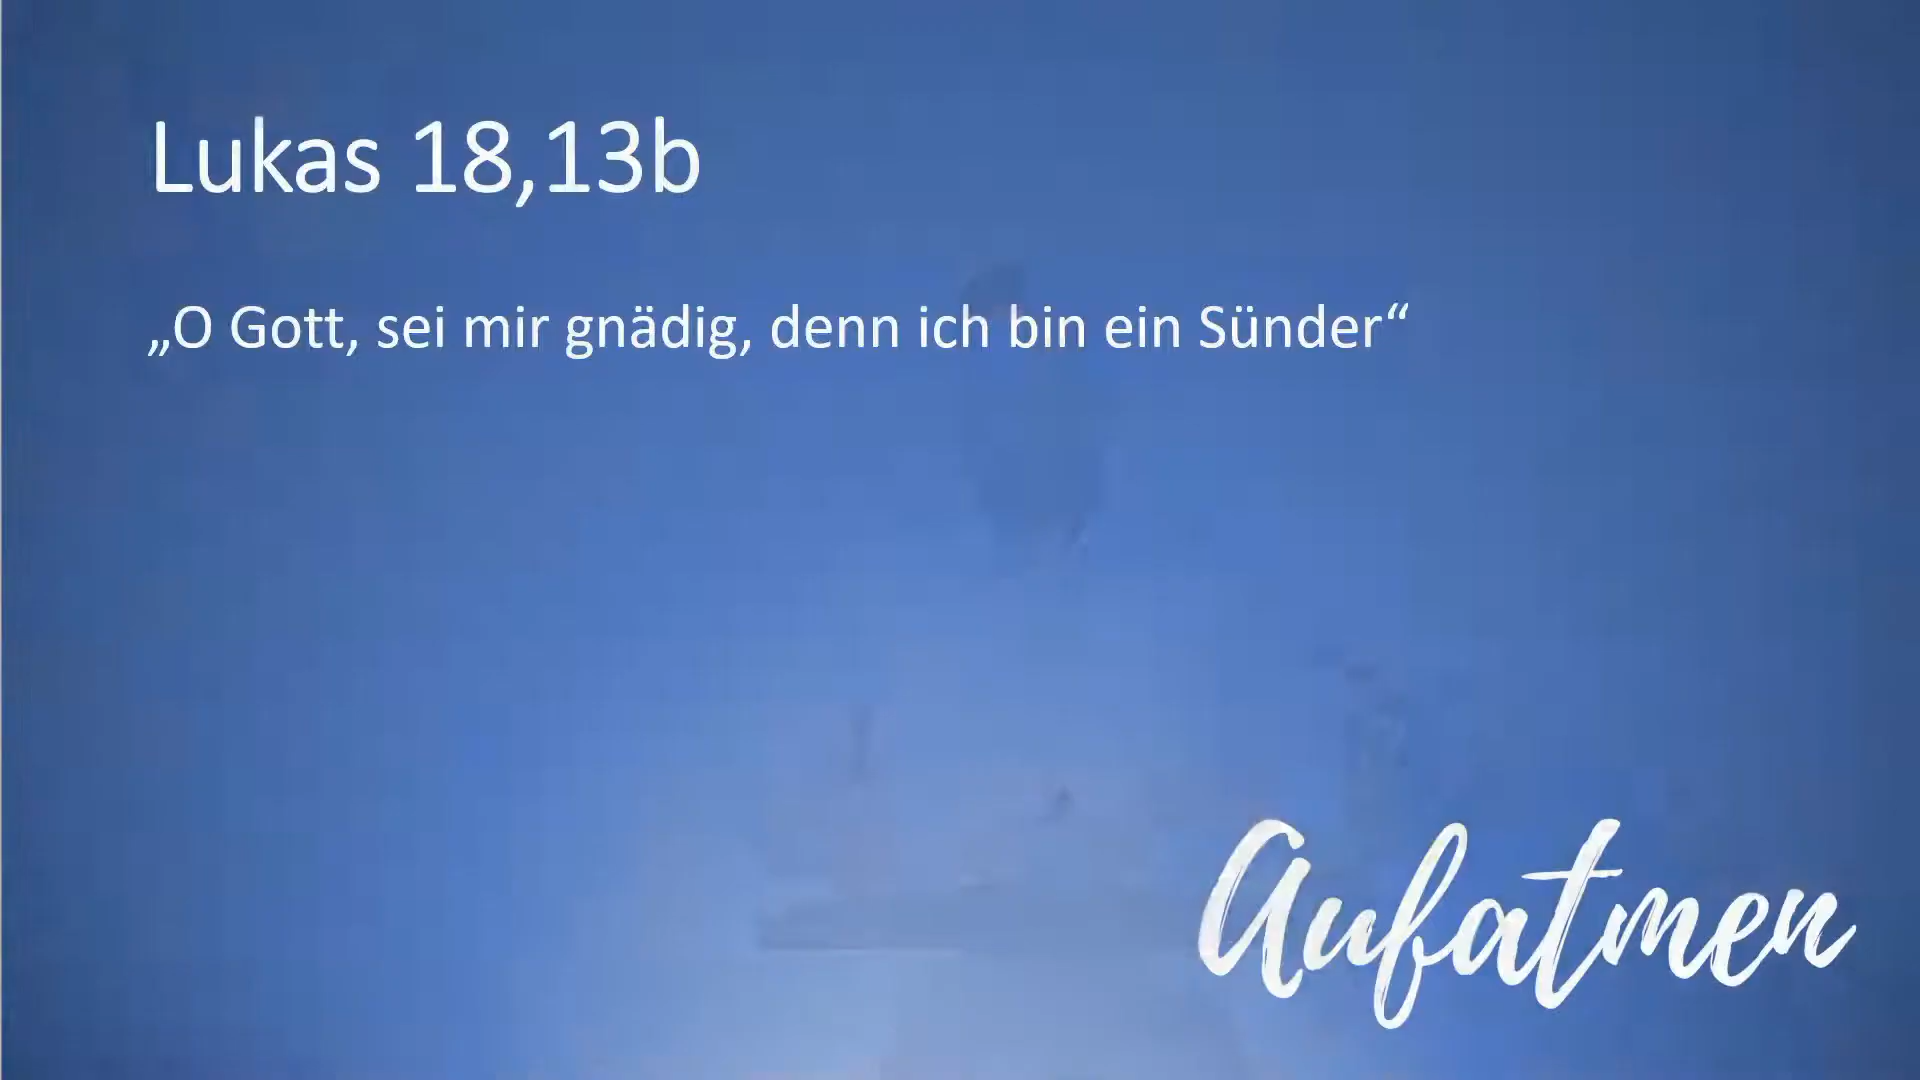 Lukas 18,13b
„O Gott, sei mir gnädig, denn ich bin ein Sünder“
Aufatmen